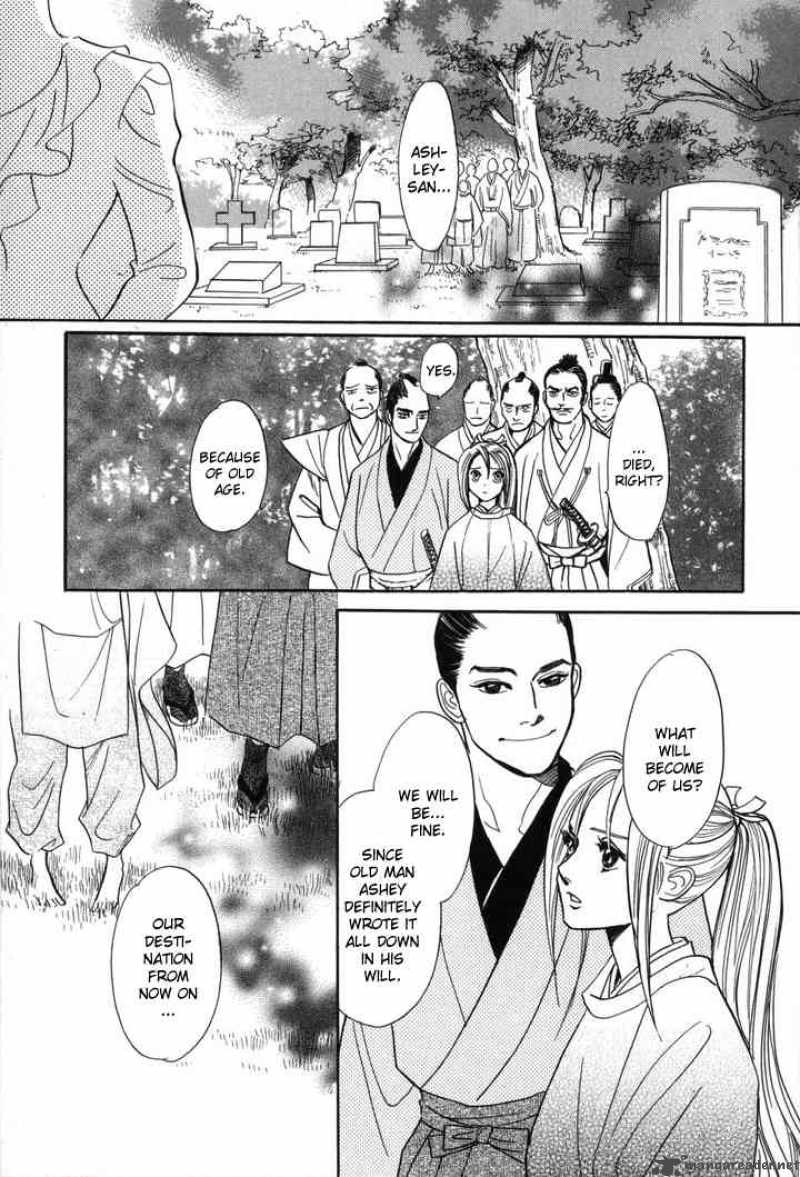 ASH-
LEY-
SAN...
...
DIED,
RIGHT?
YES.
BECAUSE
OF OLD
AGE.
WHAT
WILL
BECOME
OF US?
WE WILL
BE...
FINE.
SINCE
OLD MAN
ASHEY
DEFINITELY
WROTE IT
ALL DOWN
IN HIS
WILL.
OUR
DESTI-
NATION
FROM
NOW ON
...
mangareader.net